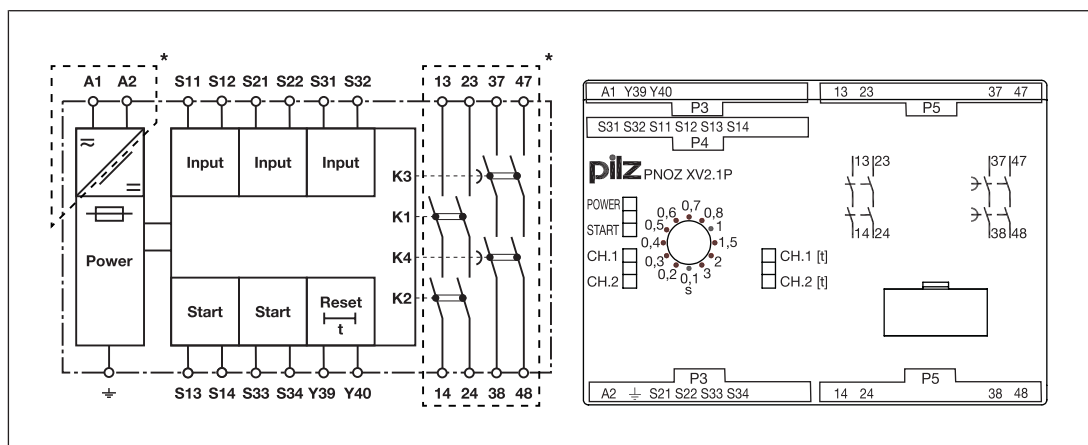 *
*
A1 A2 S11 S12 S21 S22 S31 S32 13 23 37 47
Input Input Input
K3
K1
Power
K4
K2
Start Start Reset
t
S13 S14 S33 S34 Y39 Y40 14 24 38 48
A1 Y39 Y40
P3
13 23 37 47
P5
S31 S32 S11 S12 S13 S14
P4
pilz PNOZ XV2.1P
POWER
START
CH.1
CH.2
0,1
0,2
0,3
0,4
0,5
0,6
0,7
0,8
1
1,5
2
3
s
CH.1 [t]
CH.2 [t]
13 23
14 24
37 47
38 48
P3
A2 S21 S22 S33 S34
P5
14 24 38 48